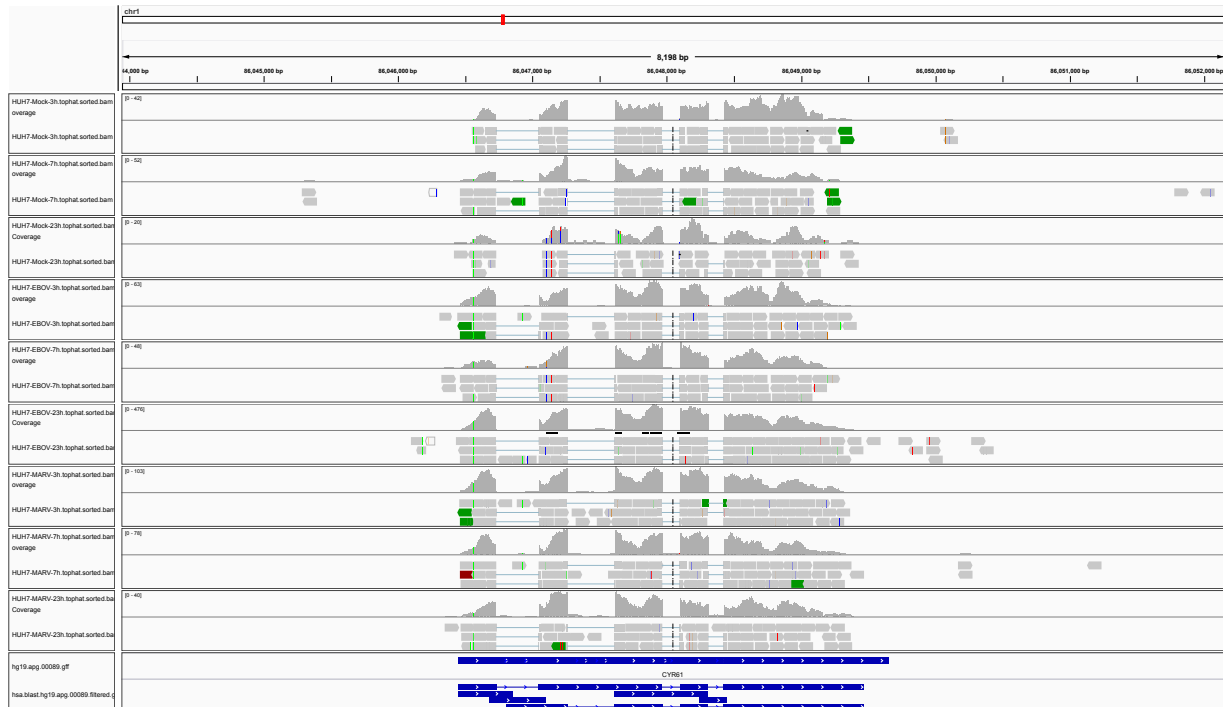 chr1
8,198 bp
44,000 bp 86,045,000 bp 86,046,000 bp 86,047,000 bp 86,048,000 bp 86,049,000 bp 86,050,000 bp 86,051,000 bp 86,052,000 bp
HUH7-Mock-3h.tophat.sorted.bam [0 - 42]
overage
HUH7-Mock-3h.tophat.sorted.bam
HUH7-Mock-7h.tophat.sorted.bam [0 - 52]
overage
HUH7-Mock-7h.tophat.sorted.bam
HUH7-Mock-23h.tophat.sorted.ba [0 - 20]
Coverage
HUH7-Mock-23h.tophat.sorted.ba
HUH7-EBOV-3h.tophat.sorted.bam [0 - 63]
overage
HUH7-EBOV-3h.tophat.sorted.bam
HUH7-EBOV-7h.tophat.sorted.bam [0 - 48]
overage
HUH7-EBOV-7h.tophat.sorted.bam
HUH7-EBOV-23h.tophat.sorted.ba [0 - 476]
Coverage
HUH7-EBOV-23h.tophat.sorted.ba
HUH7-MARV-3h.tophat.sorted.bam [0 - 103]
overage
HUH7-MARV-3h.tophat.sorted.bam
HUH7-MARV-7h.tophat.sorted.bam [0 - 78]
overage
HUH7-MARV-7h.tophat.sorted.bam
HUH7-MARV-23h.tophat.sorted.ba [0 - 40]
Coverage
HUH7-MARV-23h.tophat.sorted.ba
hg19.apg.00089.gff
CYR61
hsa.blast.hg19.apg.00089.filtered.g